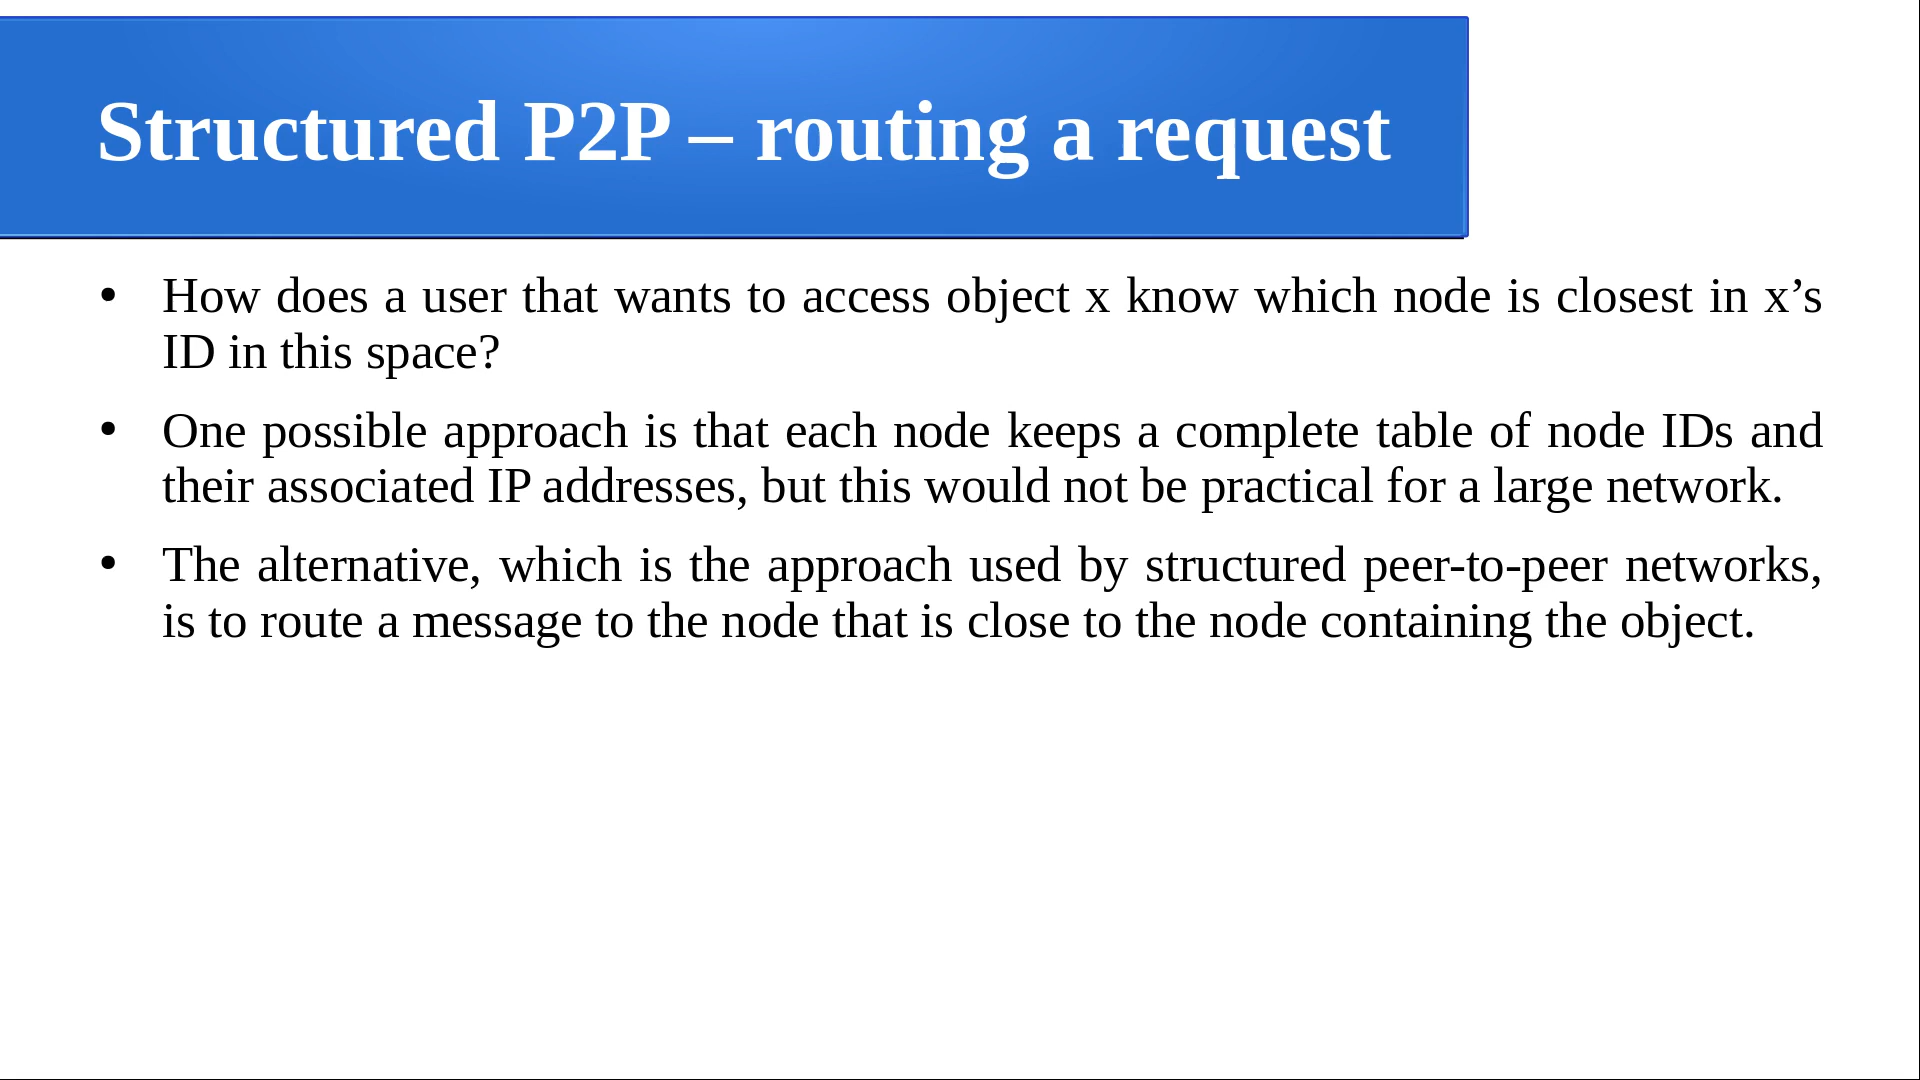 Structured P2P – routing a request
• How does a user that wants to access object x know which node is closest in x’s
ID in this space?
• One possible approach is that each node keeps a complete table of node IDs and
their associated IP addresses, but this would not be practical for a large network.
• The alternative, which is the approach used by structured peer-to-peer networks,
is to route a message to the node that is close to the node containing the object.